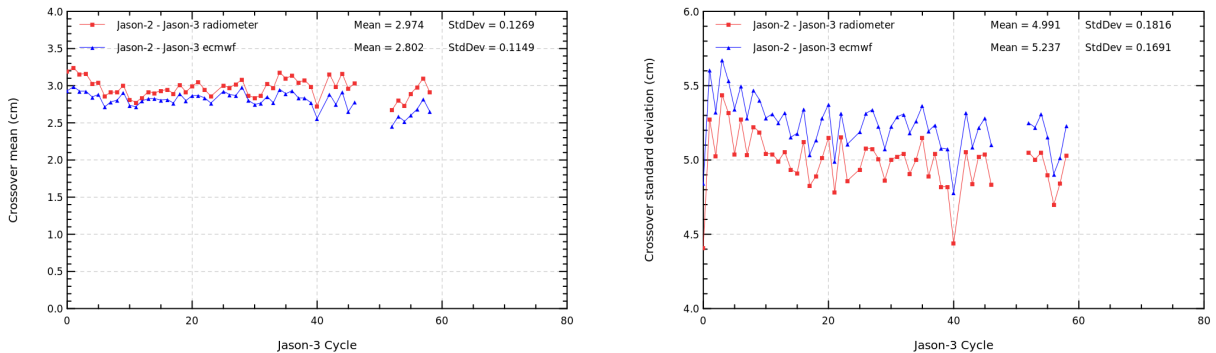 4.0
3.5
3.0
2.5
2.0
1.5
1.0
0.5
0.0
Crossover mean (cm)
Jason-2 - Jason-3 radiometer Mean = 2.974 StdDev = 0.1269
Jason-2 - Jason-3 ecmwf Mean = 2.802 StdDev = 0.1149
0 20 40 60 80
Jason-3 Cycle
6.0
5.5
5.0
4.5
4.0
Crossover standard deviation (cm)
Jason-2 - Jason-3 radiometer Mean = 4.991 StdDev = 0.1816
Jason-2 - Jason-3 ecmwf Mean = 5.237 StdDev = 0.1691
0 20 40 60 80
Jason-3 Cycle